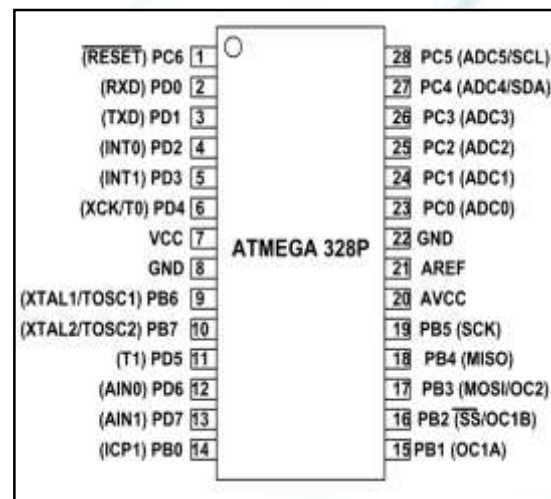 (RESET) PC6 1
(RXD) PD0 2
(TXD) PD1 3
(INT0) PD2 4
(INT1) PD3 5
(XCK/T0) PD4 6
VCC 7
GND 8
(XTAL1/TOSC1) PB6 9
(XTAL2/TOSC2) PB7 10
(T1) PD5 11
(AIN0) PD6 12
(AIN1) PD7 13
(ICP1) PB0 14
ATMEGA 328P
28 PC5 (ADC5/SCL)
27 PC4 (ADC4/SDA)
26 PC3 (ADC3)
25 PC2 (ADC2)
24 PC1 (ADC1)
23 PC0 (ADC0)
22 GND
21 AREF
20 AVCC
19 PB5 (SCK)
18 PB4 (MISO)
17 PB3 (MOSI/OC2)
16 PB2 (SS/OC1B)
15 PB1 (OC1A)